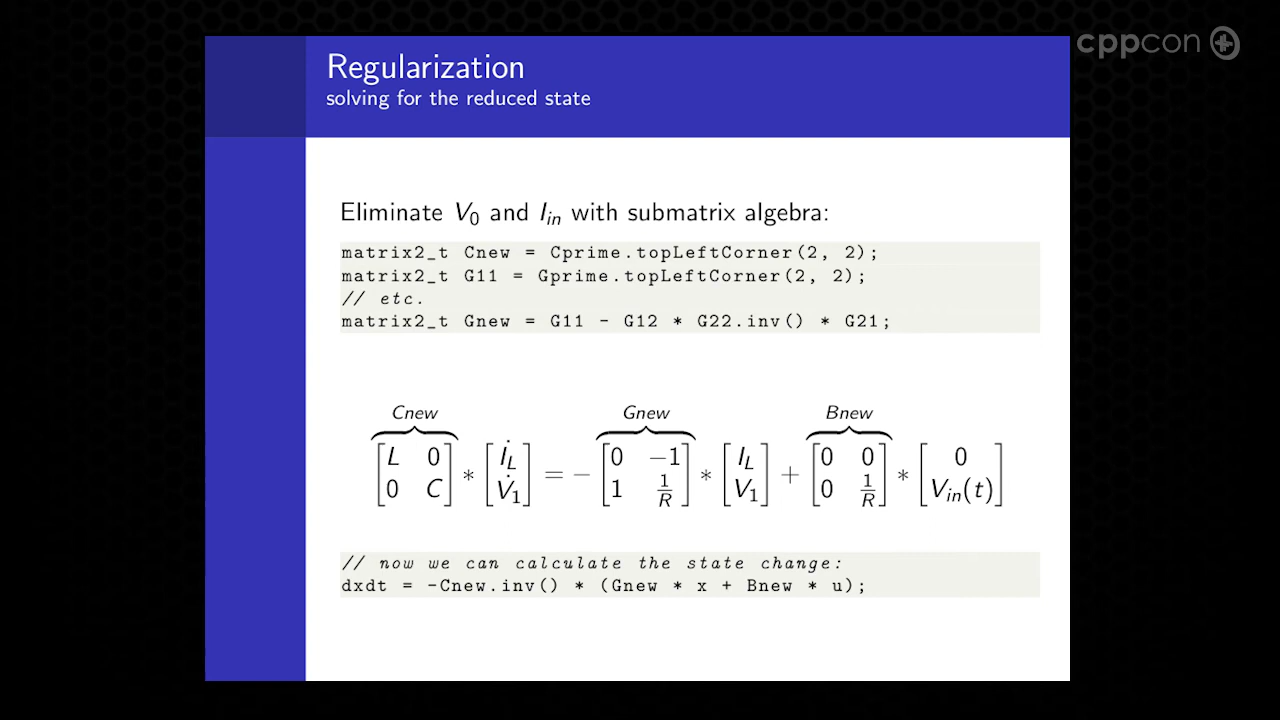 cppcon
Regularization
solving for the reduced state
Eliminate V₀ and Iᵢₙ with submatrix algebra:
matrix2_t Cnew = Cprime.topLeftCorner(2, 2);
matrix2_t G11 = Gprime.topLeftCorner(2, 2);
// etc.
matrix2_t Gnew = G11 - G12 * G22.inv() * G21;
Cnew Gnew Bnew
[L 0; 0 C] * [İ_L; V̇₁] = − [0 −1; 1 1/R] * [I_L; V₁] + [0 0; 0 1/R] * [0; Vᵢₙ(t)]
// now we can calculate the state change:
dxdt = -Cnew.inv() * (Gnew * x + Bnew * u);